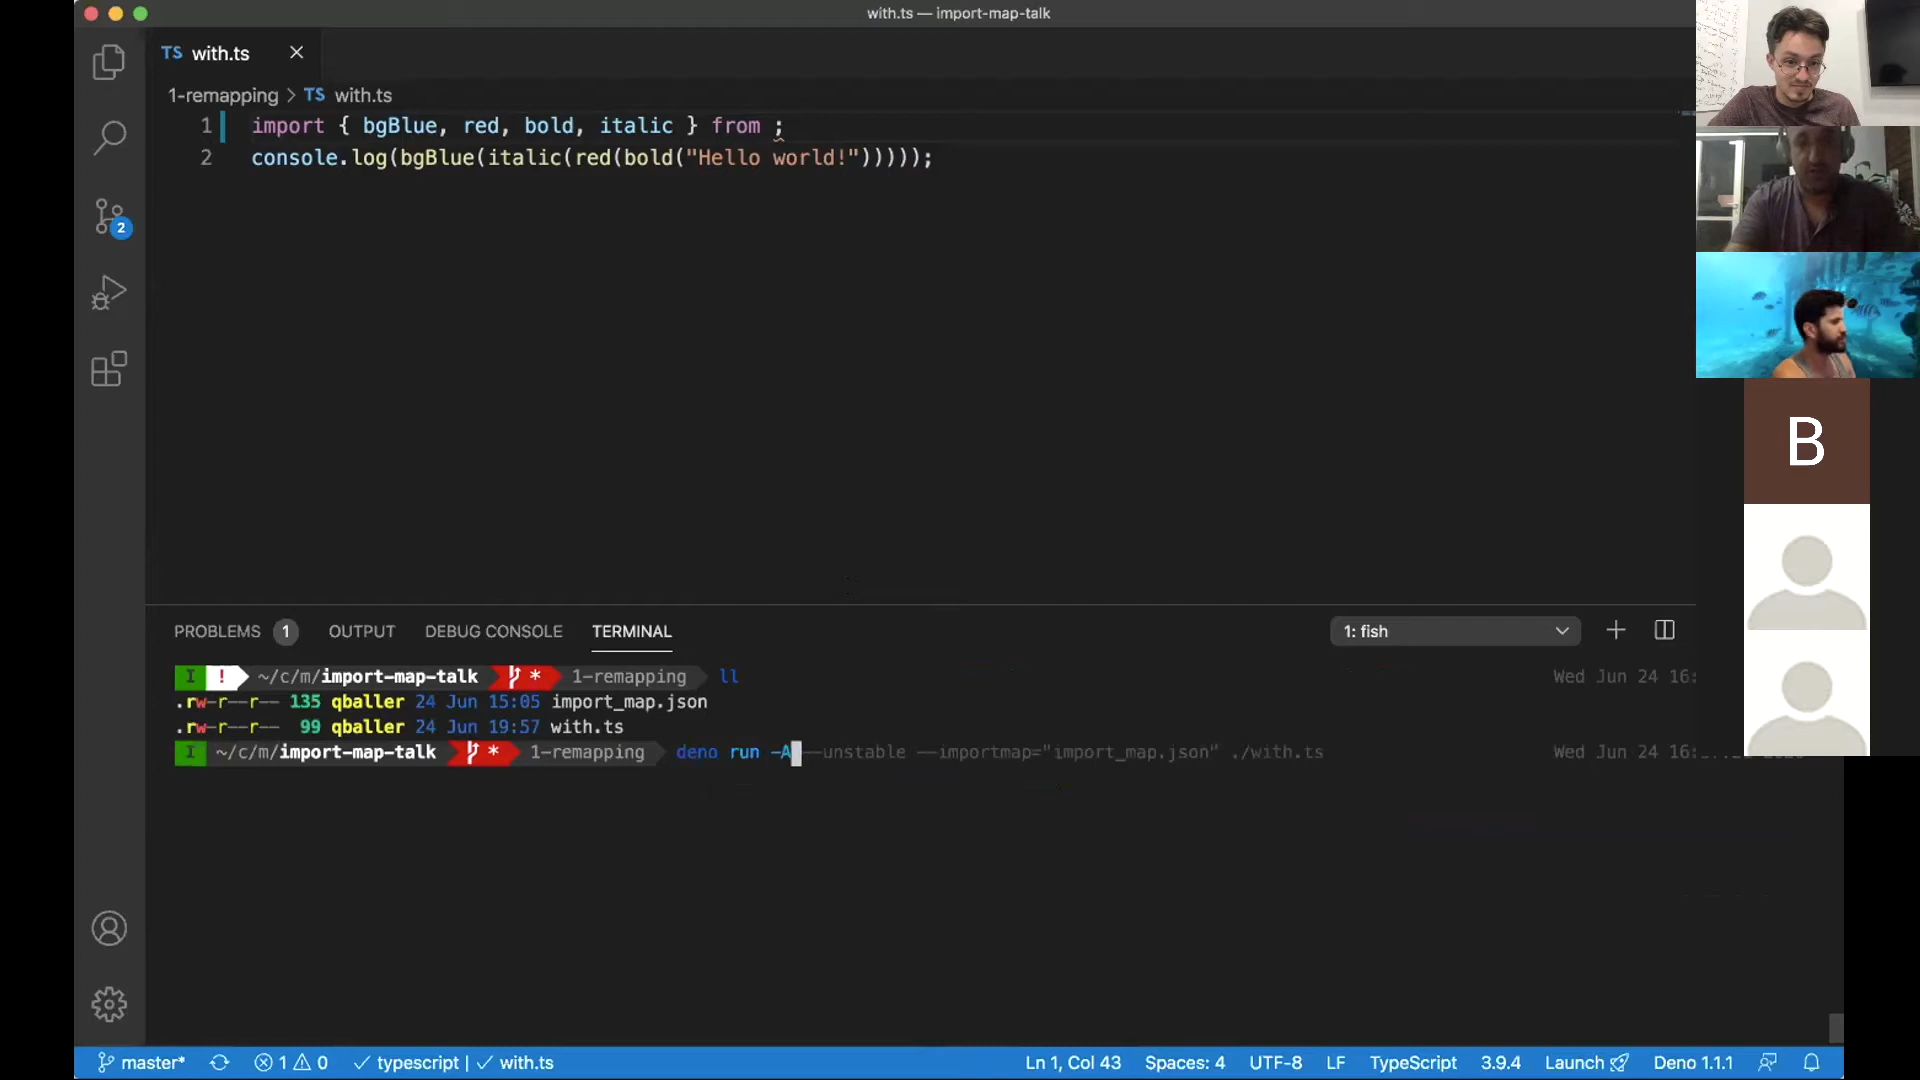 with.ts — import-map-talk
TS with.ts
1-remapping > TS with.ts
1 import { bgBlue, red, bold, italic } from ;
2 console.log(bgBlue(italic(red(bold("Hello world!")))));
2
B
PROBLEMS 1 OUTPUT DEBUG CONSOLE TERMINAL 1: fish
I ! ~/c/m/import-map-talk * 1-remapping ll Wed Jun 24 16:
.rw-r--r-- 135 qballer 24 Jun 15:05 import_map.json
.rw-r--r-- 99 qballer 24 Jun 19:57 with.ts
I ~/c/m/import-map-talk * 1-remapping deno run -A --unstable --importmap="import_map.json" ./with.ts Wed Jun 24 16:
master* 1 0 typescript | with.ts Ln 1, Col 43 Spaces: 4 UTF-8 LF TypeScript 3.9.4 Launch Deno 1.1.1